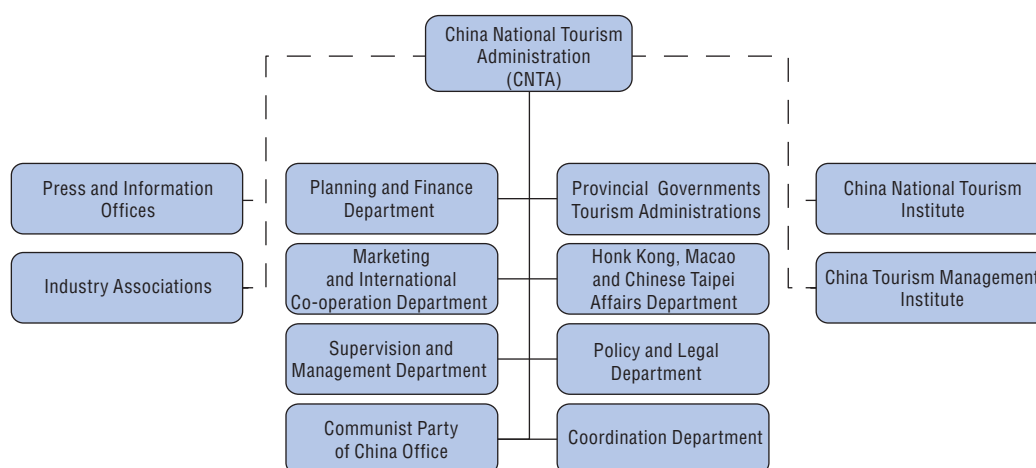 China National Tourism
Administration
(CNTA)
Press and Information
Offices
Planning and Finance
Department
Provincial Governments
Tourism Administrations
China National Tourism
Institute
Industry Associations
Marketing
and International
Co-operation Department
Honk Kong, Macao
and Chinese Taipei
Affairs Department
China Tourism Management
Institute
Supervision and
Management Department
Policy and Legal
Department
Communist Party
of China Office
Coordination Department